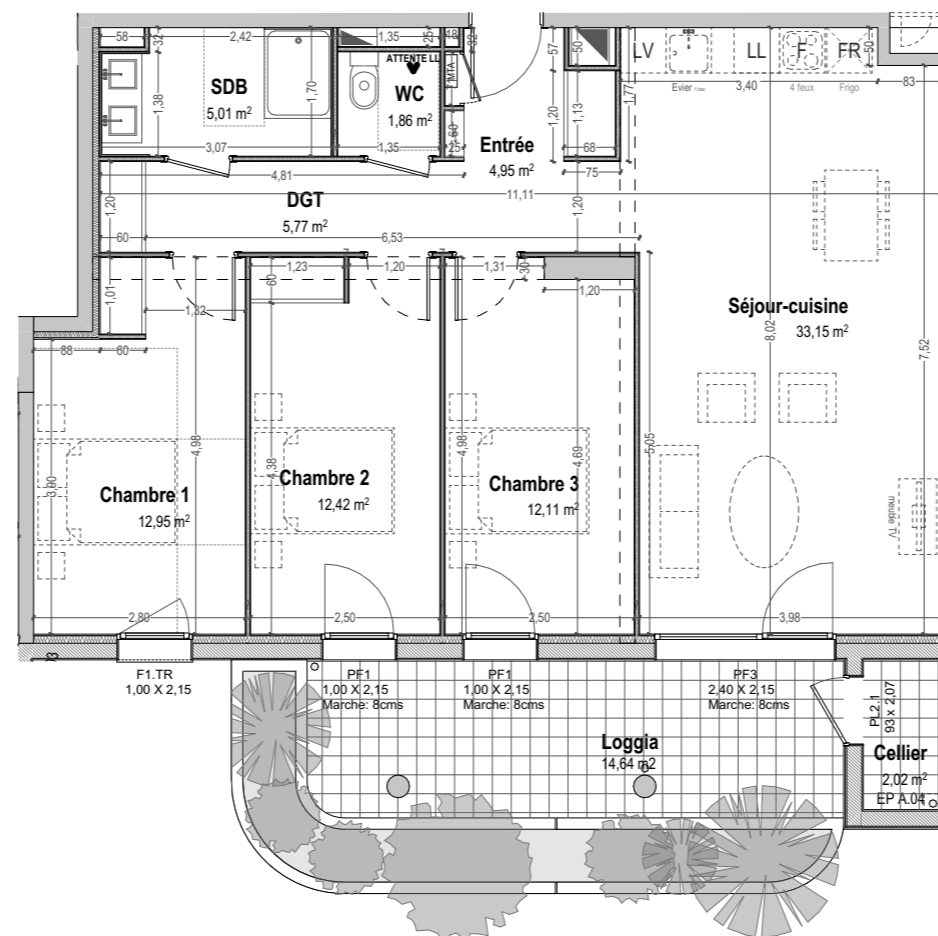 58
2,42
32
1,35
25
48
32
ATTENTE LL
SDB
5,01 m²
1,38
1,70
WC
1,86 m²
MTA
60
25
3,07
1,35
57
50
1,20
1,13
1,77
68
75
Entrée
4,95 m²
LV
LL
F
FR
50
Evier
3,40
4 feux
Frigo
83
4,81
11,11
DGT
5,77 m²
1,20
1,20
60
6,53
7
7
1,23
1,20
1,31
30
1,20
60
1,01
1,32
88
60
Séjour-cuisine
33,15 m²
8,02
7,52
5,05
3,90
4,98
4,38
4,98
4,69
Chambre 1
12,95 m²
Chambre 2
12,42 m²
Chambre 3
12,11 m²
meuble TV
2,80
2,50
2,50
3,98
F1.TR
1,00 X 2,15
PF1
1,00 X 2,15
Marche: 8cms
PF1
1,00 X 2,15
Marche: 8cms
PF3
2,40 X 2,15
Marche: 8cms
PL2.1
93 x 2,07
Loggia
14,64 m2
Cellier
2,02 m²
EP A.04